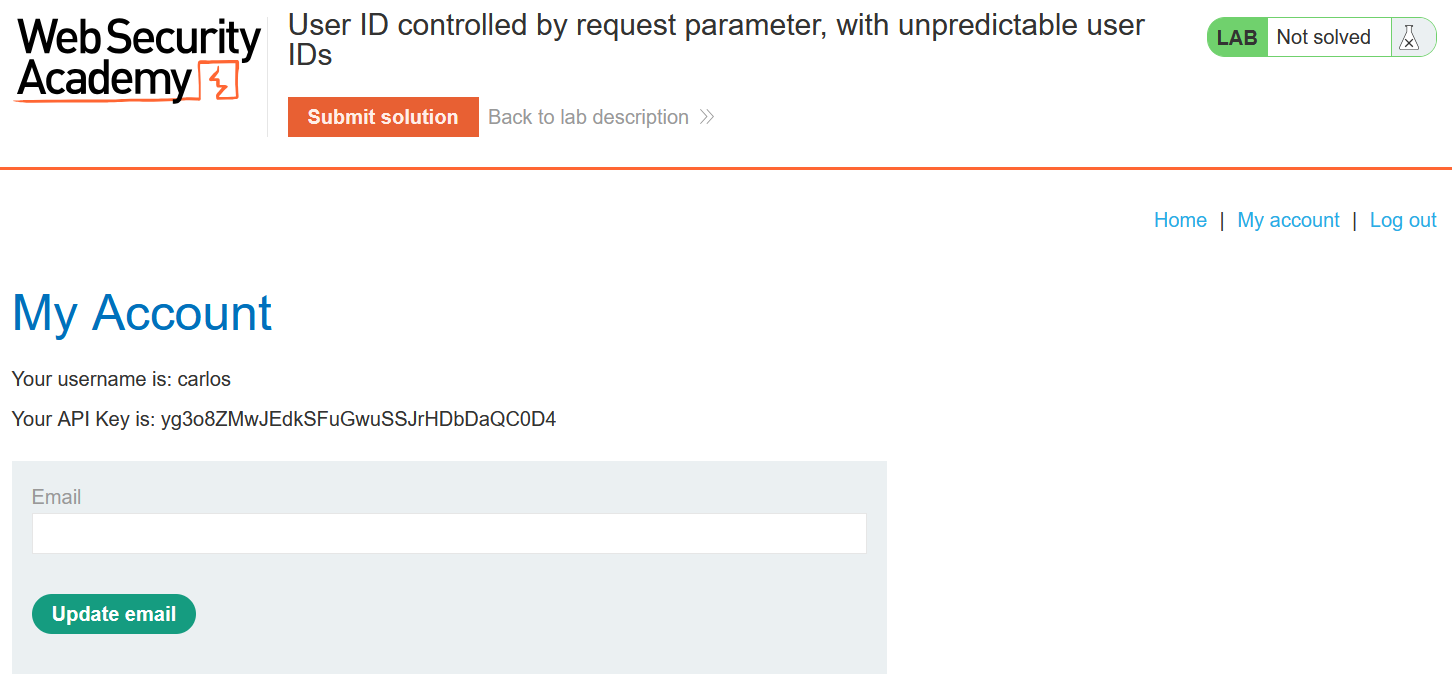 Web Security
Academy
User ID controlled by request parameter, with unpredictable user
IDs
LAB Not solved
Submit solution Back to lab description
Home | My account | Log out
My Account
Your username is: carlos
Your API Key is: yg3o8ZMwJEdkSFuGwuSSJrHDbDaQC0D4
Email
Update email